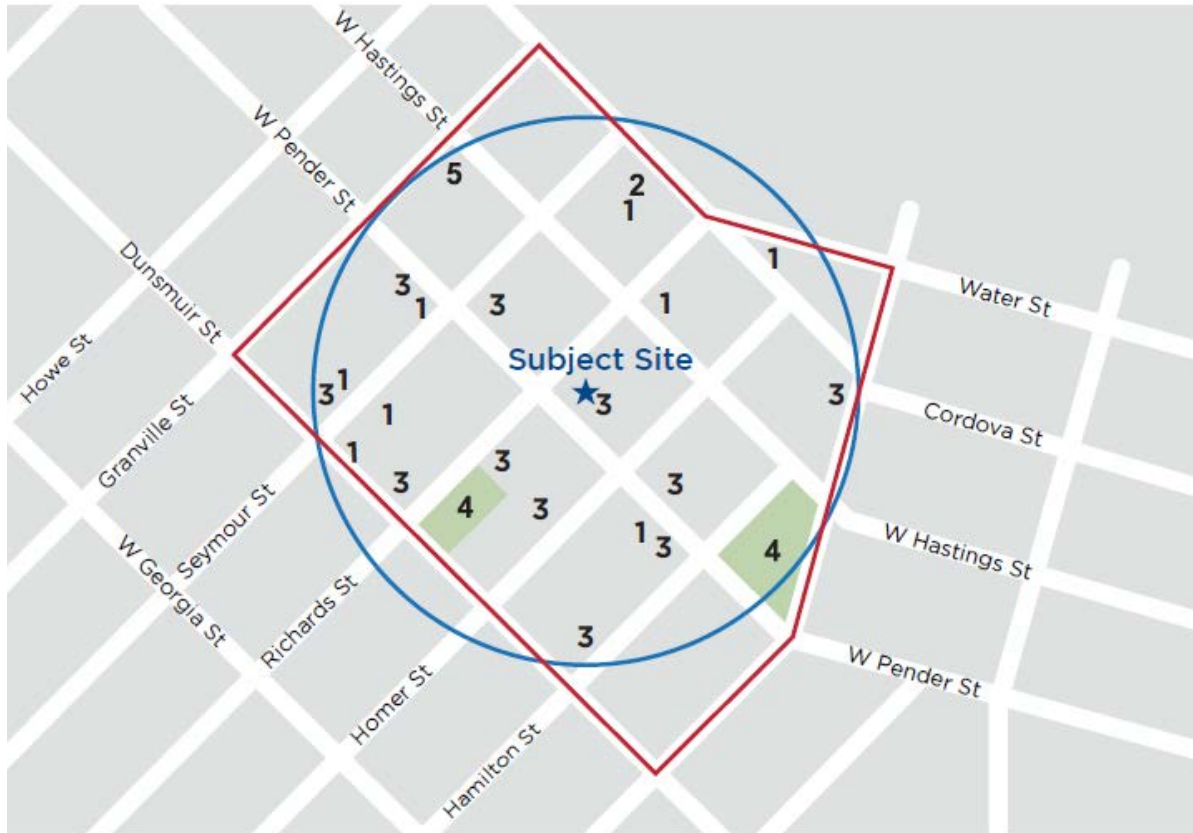 W Hastings St
W Pender St
5
2
1
Dunsmuir St
1
Water St
3
1
3
1
Howe St
Subject Site
1
3
3
3
Cordova St
1
Granville St
1
3
3
3
4
3
1
3
4
W Hastings St
Seymour St
W Georgia St
Richards St
3
W Pender St
Homer St
Hamilton St